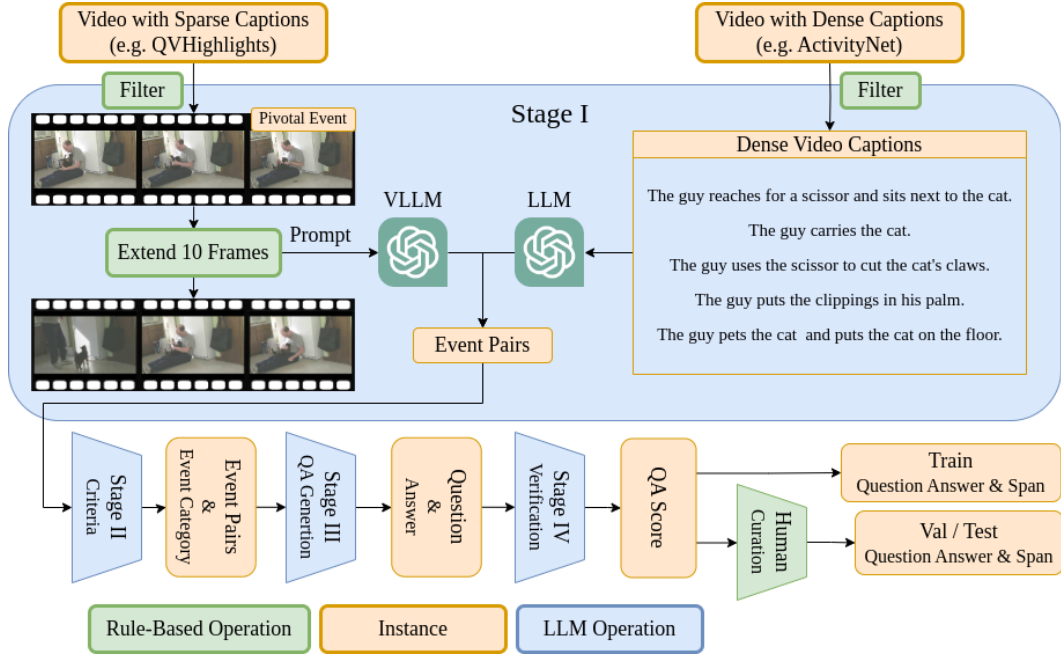 Video with Sparse Captions
(e.g. QVHighlights)
Video with Dense Captions
(e.g. ActivityNet)
Filter
Filter
Stage I
Pivotal Event
Dense Video Captions
The guy reaches for a scissor and sits next to the cat.
The guy carries the cat.
The guy uses the scissor to cut the cat's claws.
The guy puts the clippings in his palm.
The guy pets the cat and puts the cat on the floor.
VLLM
LLM
Extend 10 Frames
Prompt
Event Pairs
Stage II
Criteria
Event Pairs
&
Event Category
Stage III
QA Genertion
Question
&
Answer
Stage IV
Verification
QA Score
Human
Curation
Train
Question Answer & Span
Val / Test
Question Answer & Span
Rule-Based Operation
Instance
LLM Operation